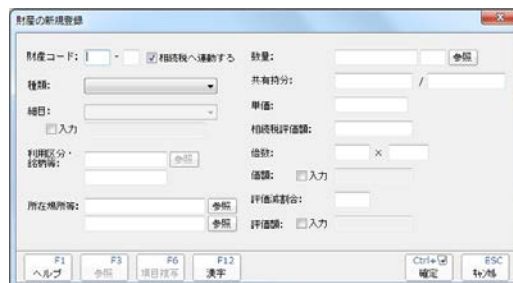 財産の新規登録
財産コード: - ☑相続税へ連動する
種類:
細目:
入力
利用区分・
銘柄等: 参照
所在場所等: 参照
参照
数量: 参照
共有持分: /
単価:
相続税評価額:
倍数: ×
価額: 入力
評価減割合:
評価額: 入力
F1 ヘルプ
F3 参照
F6 項目複写
F12 漢字
Ctrl+ 確定
ESC ｷｬﾝｾﾙ